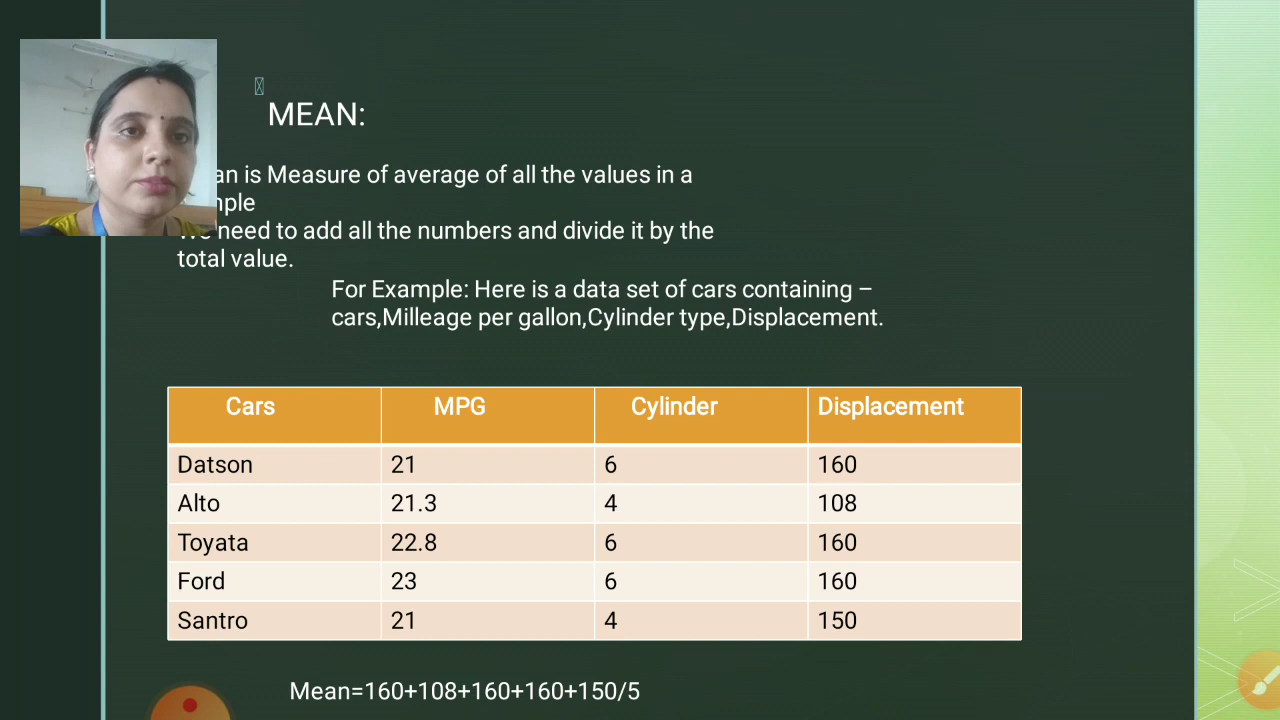 MEAN:
is Measure of average of all the values in a
need to add all the numbers and divide it by the
total value.
For Example: Here is a data set of cars containing –
cars,Milleage per gallon,Cylinder type,Displacement.
Cars MPG Cylinder Displacement
Datson 21 6 160
Alto 21.3 4 108
Toyata 22.8 6 160
Ford 23 6 160
Santro 21 4 150
Mean=160+108+160+160+150/5